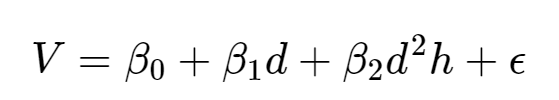 V = β₀ + β₁d + β₂d²h + ϵ